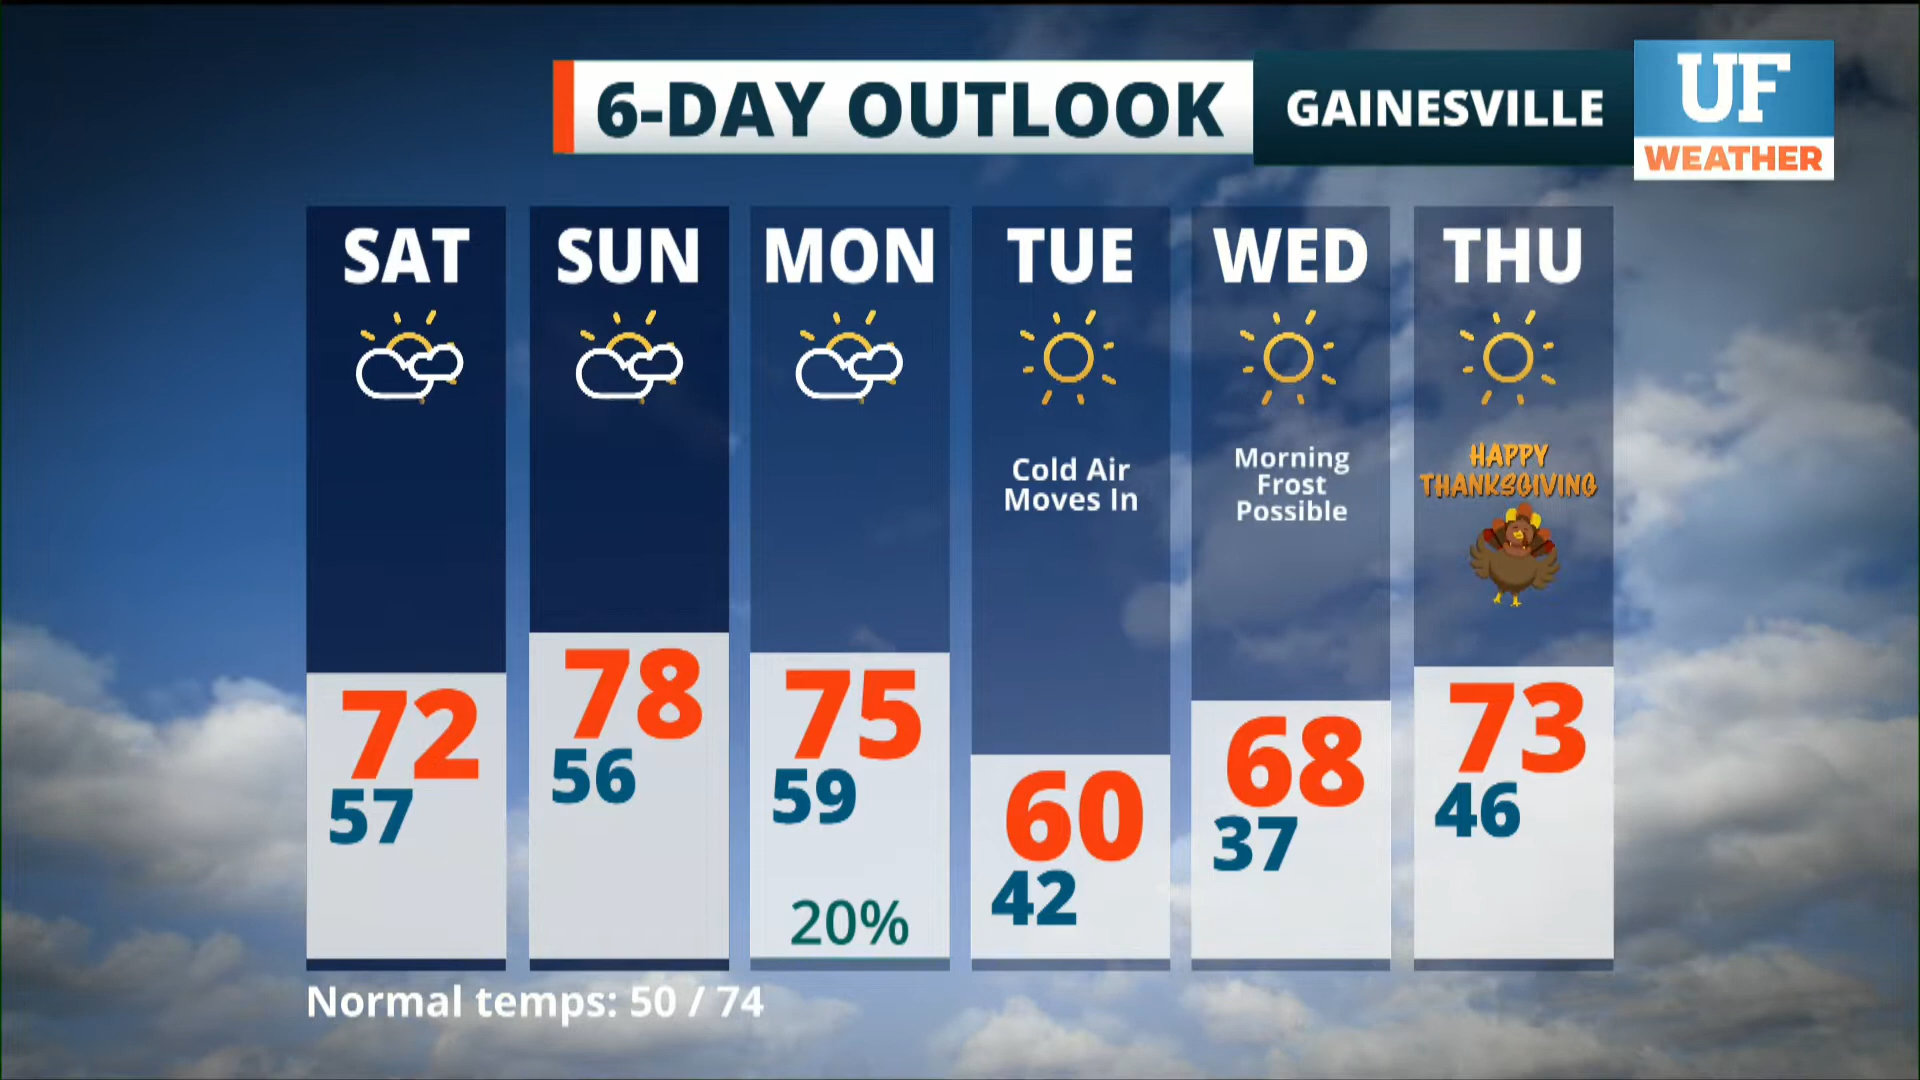 6-DAY OUTLOOK
GAINESVILLE
UF
WEATHER
SAT
72
57
SUN
78
56
MON
75
59
20%
TUE
Cold Air
Moves In
60
42
WED
Morning
Frost
Possible
68
37
THU
HAPPY
THANKSGIVING
73
46
Normal temps: 50 / 74